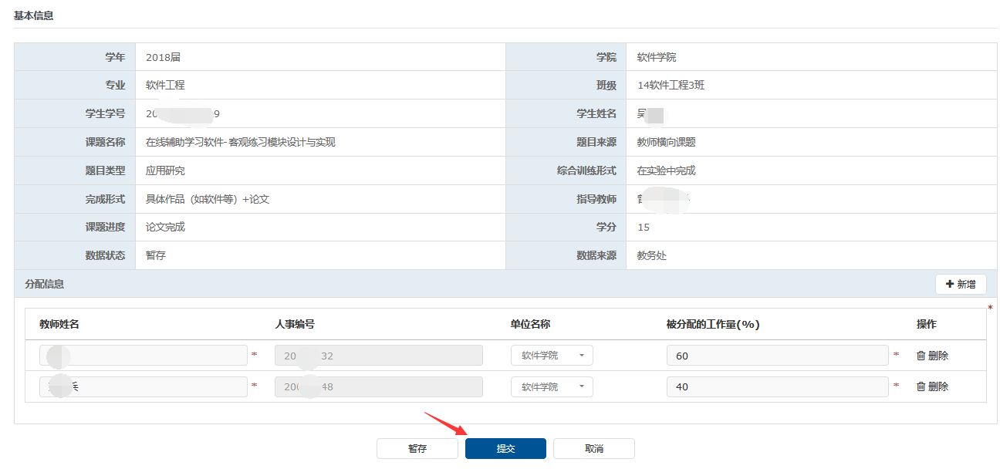 基本信息
学年 2018届 学院 软件学院
专业 软件工程 班级 14软件工程3班
学生学号 20 9 学生姓名 吴
课题名称 在线辅助学习软件- 客观练习模块设计与实现 题目来源 教师横向课题
题目类型 应用研究 综合训练形式 在实验中完成
完成形式 具体作品（如软件等）+论文 指导教师
课题进度 论文完成 学分 15
数据状态 暂存 数据来源 教务处
分配信息 + 新增
*
教师姓名 人事编号 单位名称 被分配的工作量(%) 操作
* 20 32 软件学院 60 * 删除
兵 * 200 48 软件学院 40 * 删除
暂存 提交 取消